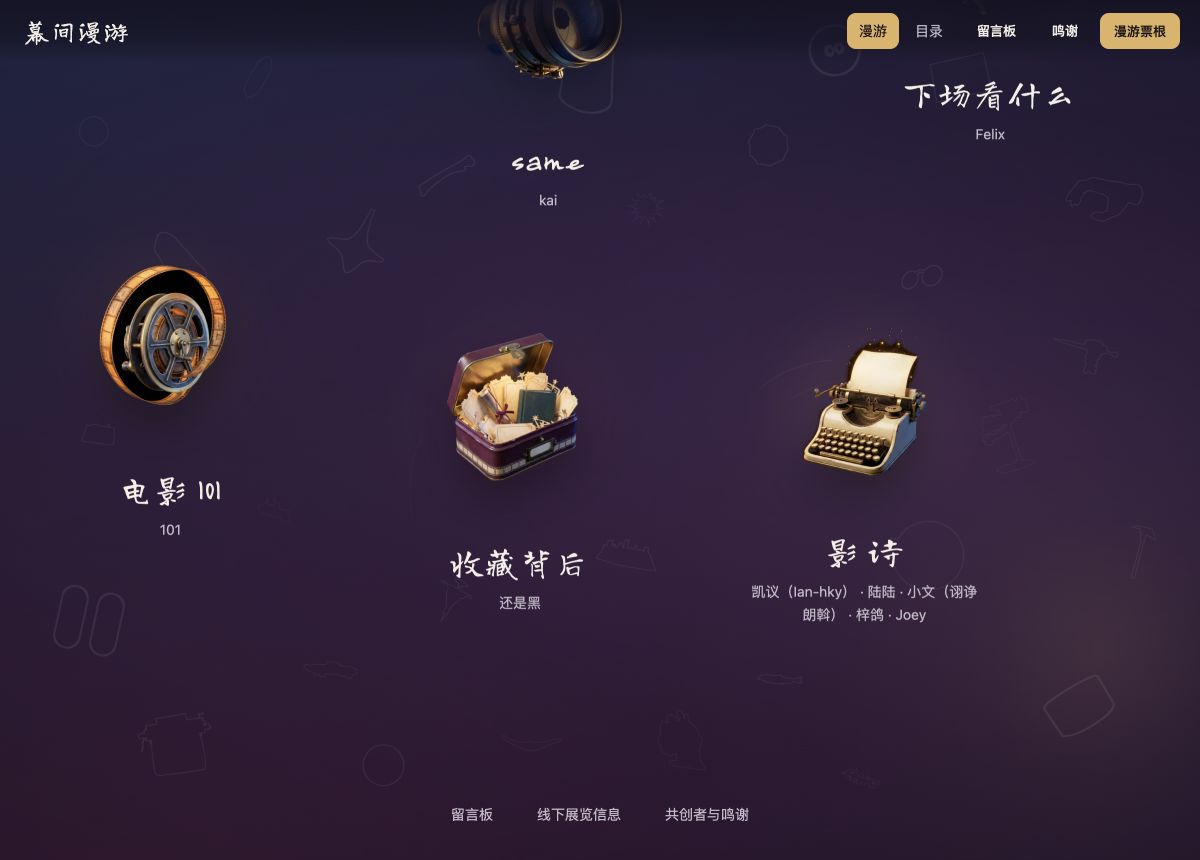 幕间漫游
漫游
目录
留言板
鸣谢
漫游票根
下场看什么
Felix
same
kai
电影 101
101
收藏背后
还是黑
影诗
凯议（Ian-hky） · 陆陆 · 小文（诩诤
朗斡） · 梓鸽 · Joey
留言板
线下展览信息
共创者与鸣谢